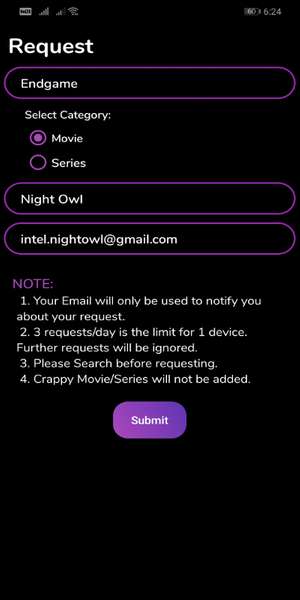 6:24
Request
Endgame
Select Category:
Movie
Series
Night Owl
intel.nightowl@gmail.com
NOTE:
1. Your Email will only be used to notify you
about your request.
2. 3 requests/day is the limit for 1 device.
Further requests will be ignored.
3. Please Search before requesting.
4. Crappy Movie/Series will not be added.
Submit